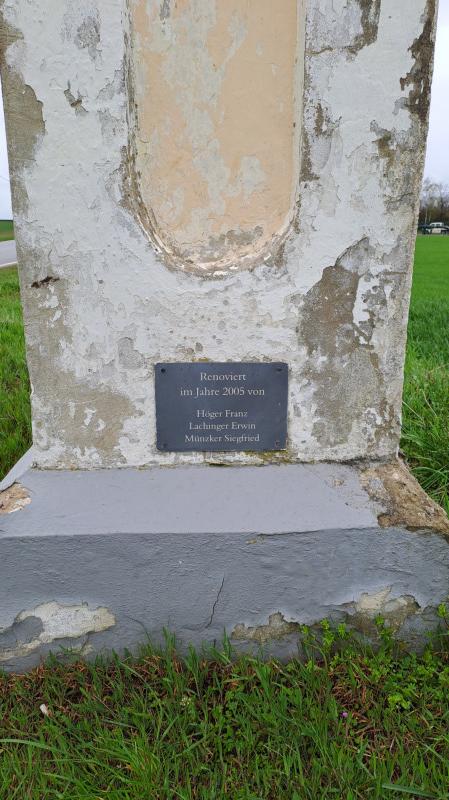 Renoviert
im Jahre 2005 von
Höger Franz
Lachinger Erwin
Münzker Siegfried